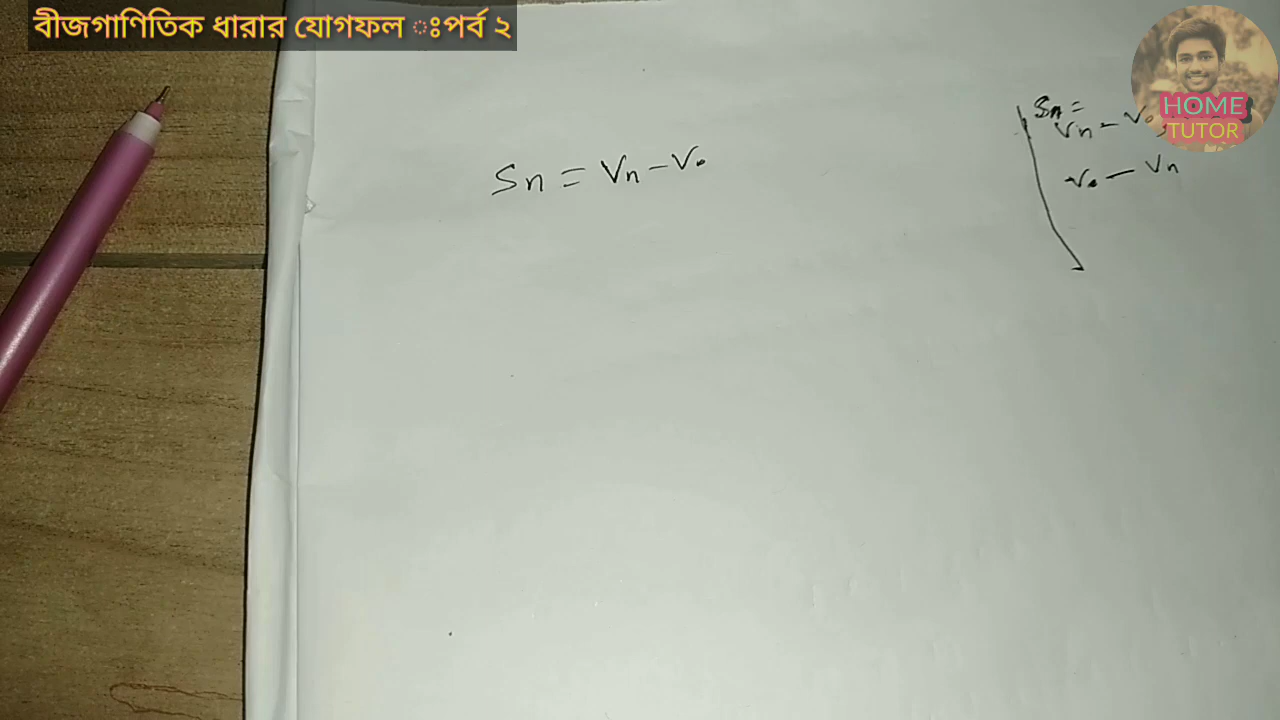 বীজগাণিতিক ধারার যোগফল ঃপর্ব ২
HOME
TUTOR
Sn =
Vn - V₀
V₀ - Vn
Sn = Vn - V₀